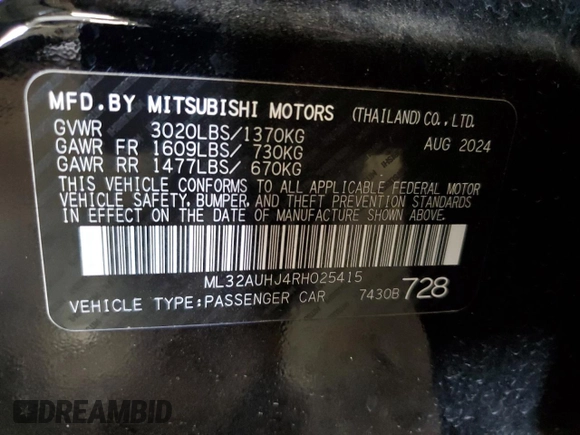 MFD.BY MITSUBISHI MOTORS (THAILAND)CO.,LTD.
GVWR 3020LBS/1370KG AUG 2024
GAWR FR 1609LBS/ 730KG
GAWR RR 1477LBS/ 670KG
THIS VEHICLE CONFORMS TO ALL APPLICABLE FEDERAL MOTOR
VEHICLE SAFETY, BUMPER, AND THEFT PREVENTION STANDARDS
IN EFFECT ON THE DATE OF MANUFACTURE SHOWN ABOVE.
ML32AUHJ4RH025415
VEHICLE TYPE:PASSENGER CAR 7430B 728
DREAMBID